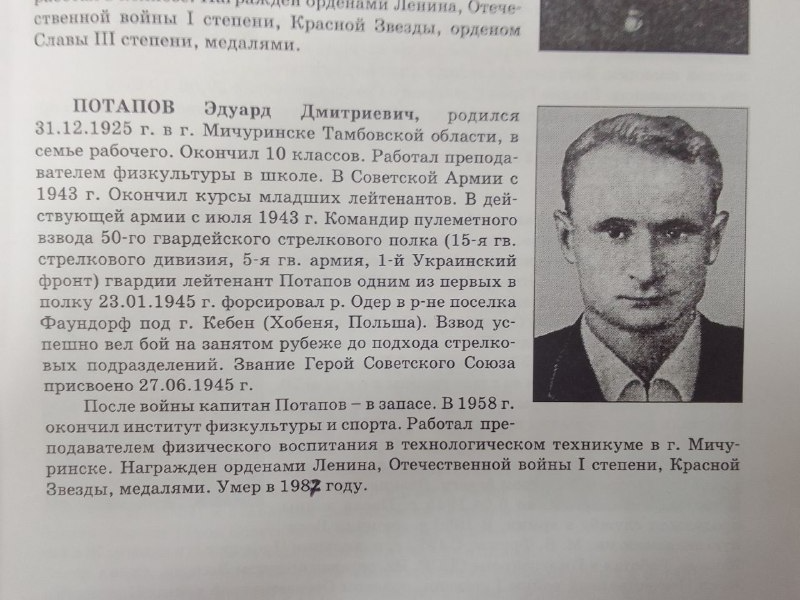 Награжден орденами Ленина, Отече-
ственной войны I степени, Красной Звезды, орденом
Славы III степени, медалями.
ПОТАПОВ Эдуард Дмитриевич, родился
31.12.1925 г. в г. Мичуринске Тамбовской области, в
семье рабочего. Окончил 10 классов. Работал препода-
вателем физкультуры в школе. В Советской Армии с
1943 г. Окончил курсы младших лейтенантов. В дей-
ствующей армии с июля 1943 г. Командир пулеметного
взвода 50-го гвардейского стрелкового полка (15-я гв.
стрелкового дивизия, 5-я гв. армия, 1-й Украинский
фронт) гвардии лейтенант Потапов одним из первых в
полку 23.01.1945 г. форсировал р. Одер в р-не поселка
Фаундорф под г. Кебен (Хобеня, Польша). Взвод ус-
пешно вел бой на занятом рубеже до подхода стрелко-
вых подразделений. Звание Герой Советского Союза
присвоено 27.06.1945 г.
После войны капитан Потапов – в запасе. В 1958 г.
окончил институт физкультуры и спорта. Работал пре-
подавателем физического воспитания в технологическом техникуме в г. Мичу-
ринске. Награжден орденами Ленина, Отечественной войны I степени, Красной
Звезды, медалями. Умер в 1987 году.